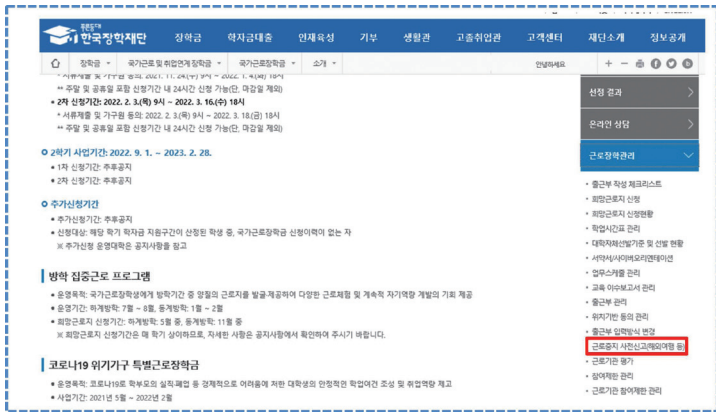 푸른등대
한국장학재단
장학금 학자금대출 인재육성 기부 생활관 고졸취업관 고객센터 재단소개 정보공개
장학금 국가근로 및 취업연계장학금 국가근로장학금 소개 안녕하세요
* 서류제출 및 가구원 동의: 2021. 11. 24.(수) 9시 ~ 2022. 1. 4.(화) 18시
** 주말 및 공휴일 포함 신청기간 내 24시간 신청 가능(단, 마감일 제외)
• 2차 신청기간: 2022. 2. 3.(목) 9시 ~ 2022. 3. 16.(수) 18시
* 서류제출 및 가구원 동의: 2022. 2. 3.(목) 9시 ~ 2022. 3. 18.(금) 18시
** 주말 및 공휴일 포함 신청기간 내 24시간 신청 가능(단, 마감일 제외)
2학기 사업기간: 2022. 9. 1. ~ 2023. 2. 28.
• 1차 신청기간: 추후공지
• 2차 신청기간: 추후공지
추가신청기간
• 추가신청기간: 추후공지
• 신청대상: 해당 학기 학자금 지원구간이 산정된 학생 중, 국가근로장학금 신청이력이 없는 자
※ 추가신청 운영대학은 공지사항을 참고
방학 집중근로 프로그램
• 운영목적: 국가근로장학생에게 방학기간 중 양질의 근로지를 발굴·제공하여 다양한 근로체험 및 계속적 자기역량 계발의 기회 제공
• 운영기간: 하계방학: 7월 ~ 8월, 동계방학: 1월 ~ 2월
• 희망근로지 신청기간: 하계방학: 5월 중, 동계방학: 11월 중
※ 희망근로지 신청기간은 매 학기 상이하므로, 자세한 사항은 공지사항에서 확인하여 주시기 바랍니다.
코로나19 위기가구 특별근로장학금
• 운영목적: 코로나19로 학부모의 실직·폐업 등 경제적으로 어려움에 처한 대학생의 안정적인 학업여건 조성 및 취업역량 제고
• 사업기간: 2021년 5월 ~ 2022년 2월
선정 결과
온라인 상담
근로장학관리
• 출근부 작성 체크리스트
• 희망근로지 신청
• 희망근로지 신청현황
• 학업시간표 관리
• 대학자체선발기준 및 선발 현황
• 서약서/사이버오리엔테이션
• 업무스케줄 관리
• 교육 이수보고서 관리
• 출근부 관리
• 위치기반 동의 관리
• 출근부 입력방식 변경
근로중지 사전신고(해외여행 등)
• 근로기관 평가
• 참여제한 관리
• 근로기관 참여제한 관리